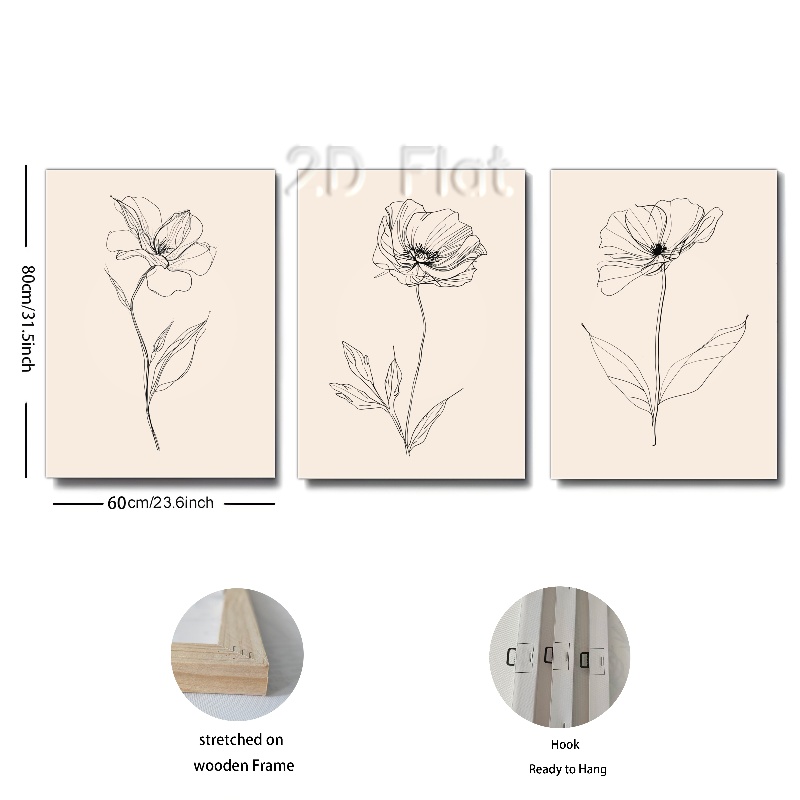 2D Flat
80cm/31.5inch
60cm/23.6inch
stretched on
wooden Frame
Hook
Ready to Hang